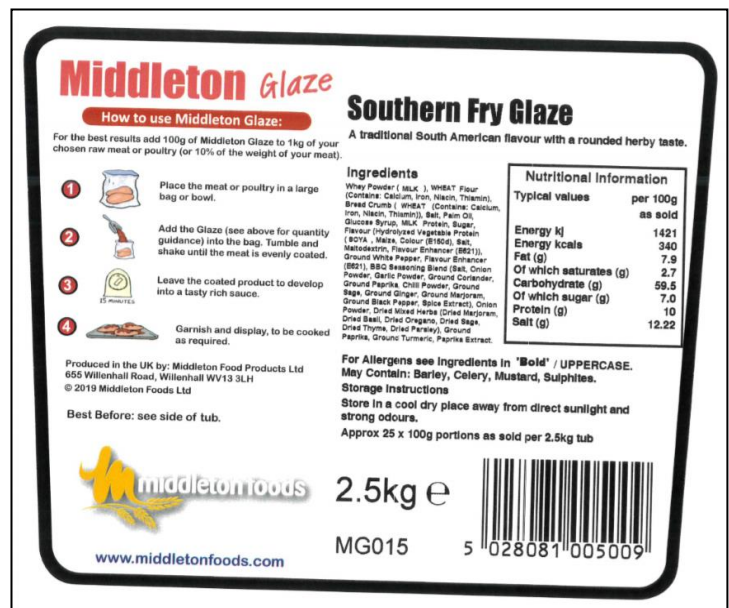 Middleton Glaze
How to use Middleton Glaze:
For the best results add 100g of Middleton Glaze to 1kg of your
chosen raw meat or poultry (or 10% of the weight of your meat).
1
Place the meat or poultry in a large
bag or bowl.
2
Add the Glaze (see above for quantity
guidance) into the bag. Tumble and
shake until the meat is evenly coated.
3
15 MINUTES
Leave the coated product to develop
into a tasty rich sauce.
4
Garnish and display, to be cooked
as required.
Produced in the UK by: Middleton Food Products Ltd
655 Willenhall Road, Willenhall WV13 3LH
© 2019 Middleton Foods Ltd
Best Before: see side of tub.
middleton foods
www.middletonfoods.com
Southern Fry Glaze
A traditional South American flavour with a rounded herby taste.
Ingredients
Whey Powder ( MILK ), WHEAT Flour
(Contains: Calcium, Iron, Niacin, Thiamin),
Bread Crumb ( WHEAT (Contains: Calcium,
Iron, Niacin, Thiamin)), Salt, Palm Oil,
Glucose Syrup, MILK Protein, Sugar,
Flavour (Hydrolyzed Vegetable Protein
( SOYA , Maize, Colour (E150d), Salt,
Maltodextrin, Flavour Enhancer (E621)),
Ground White Pepper, Flavour Enhancer
(E621), BBQ Seasoning Blend (Salt, Onion
Powder, Garlic Powder, Ground Coriander,
Ground Paprika, Chilli Powder, Ground
Sage, Ground Ginger, Ground Marjoram,
Ground Black Pepper, Spice Extract), Onion
Powder, Dried Mixed Herbs (Dried Marjoram,
Dried Basil, Dried Oregano, Dried Sage,
Dried Thyme, Dried Parsley), Ground
Paprika, Ground Turmeric, Paprika Extract.
Nutritional Information
Typical values per 100g
as sold
Energy kj 1421
Energy kcals 340
Fat (g) 7.9
Of which saturates (g) 2.7
Carbohydrate (g) 59.5
Of which sugar (g) 7.0
Protein (g) 10
Salt (g) 12.22
For Allergens see Ingredients in 'Bold' / UPPERCASE.
May Contain: Barley, Celery, Mustard, Sulphites.
Storage Instructions
Store in a cool dry place away from direct sunlight and
strong odours.
Approx 25 x 100g portions as sold per 2.5kg tub
2.5kg e
MG015
5 028081 005009